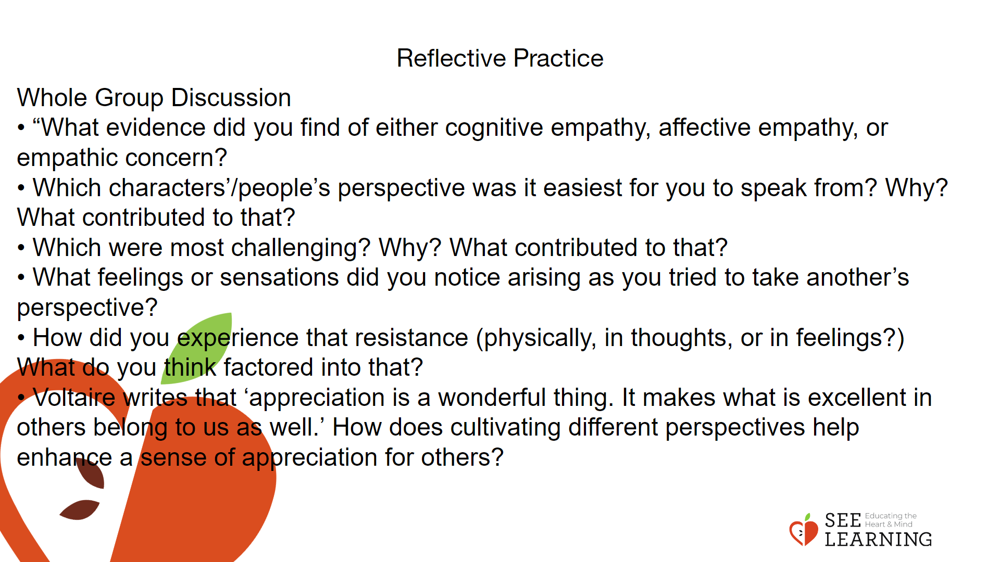 Reflective Practice
Whole Group Discussion
• “What evidence did you find of either cognitive empathy, affective empathy, or
empathic concern?
• Which characters’/people’s perspective was it easiest for you to speak from? Why?
What contributed to that?
• Which were most challenging? Why? What contributed to that?
• What feelings or sensations did you notice arising as you tried to take another’s
perspective?
• How did you experience that resistance (physically, in thoughts, or in feelings?)
What do you think factored into that?
• Voltaire writes that ‘appreciation is a wonderful thing. It makes what is excellent in
others belong to us as well.’ How does cultivating different perspectives help
enhance a sense of appreciation for others?
SEE
Educating the
Heart & Mind
LEARNING